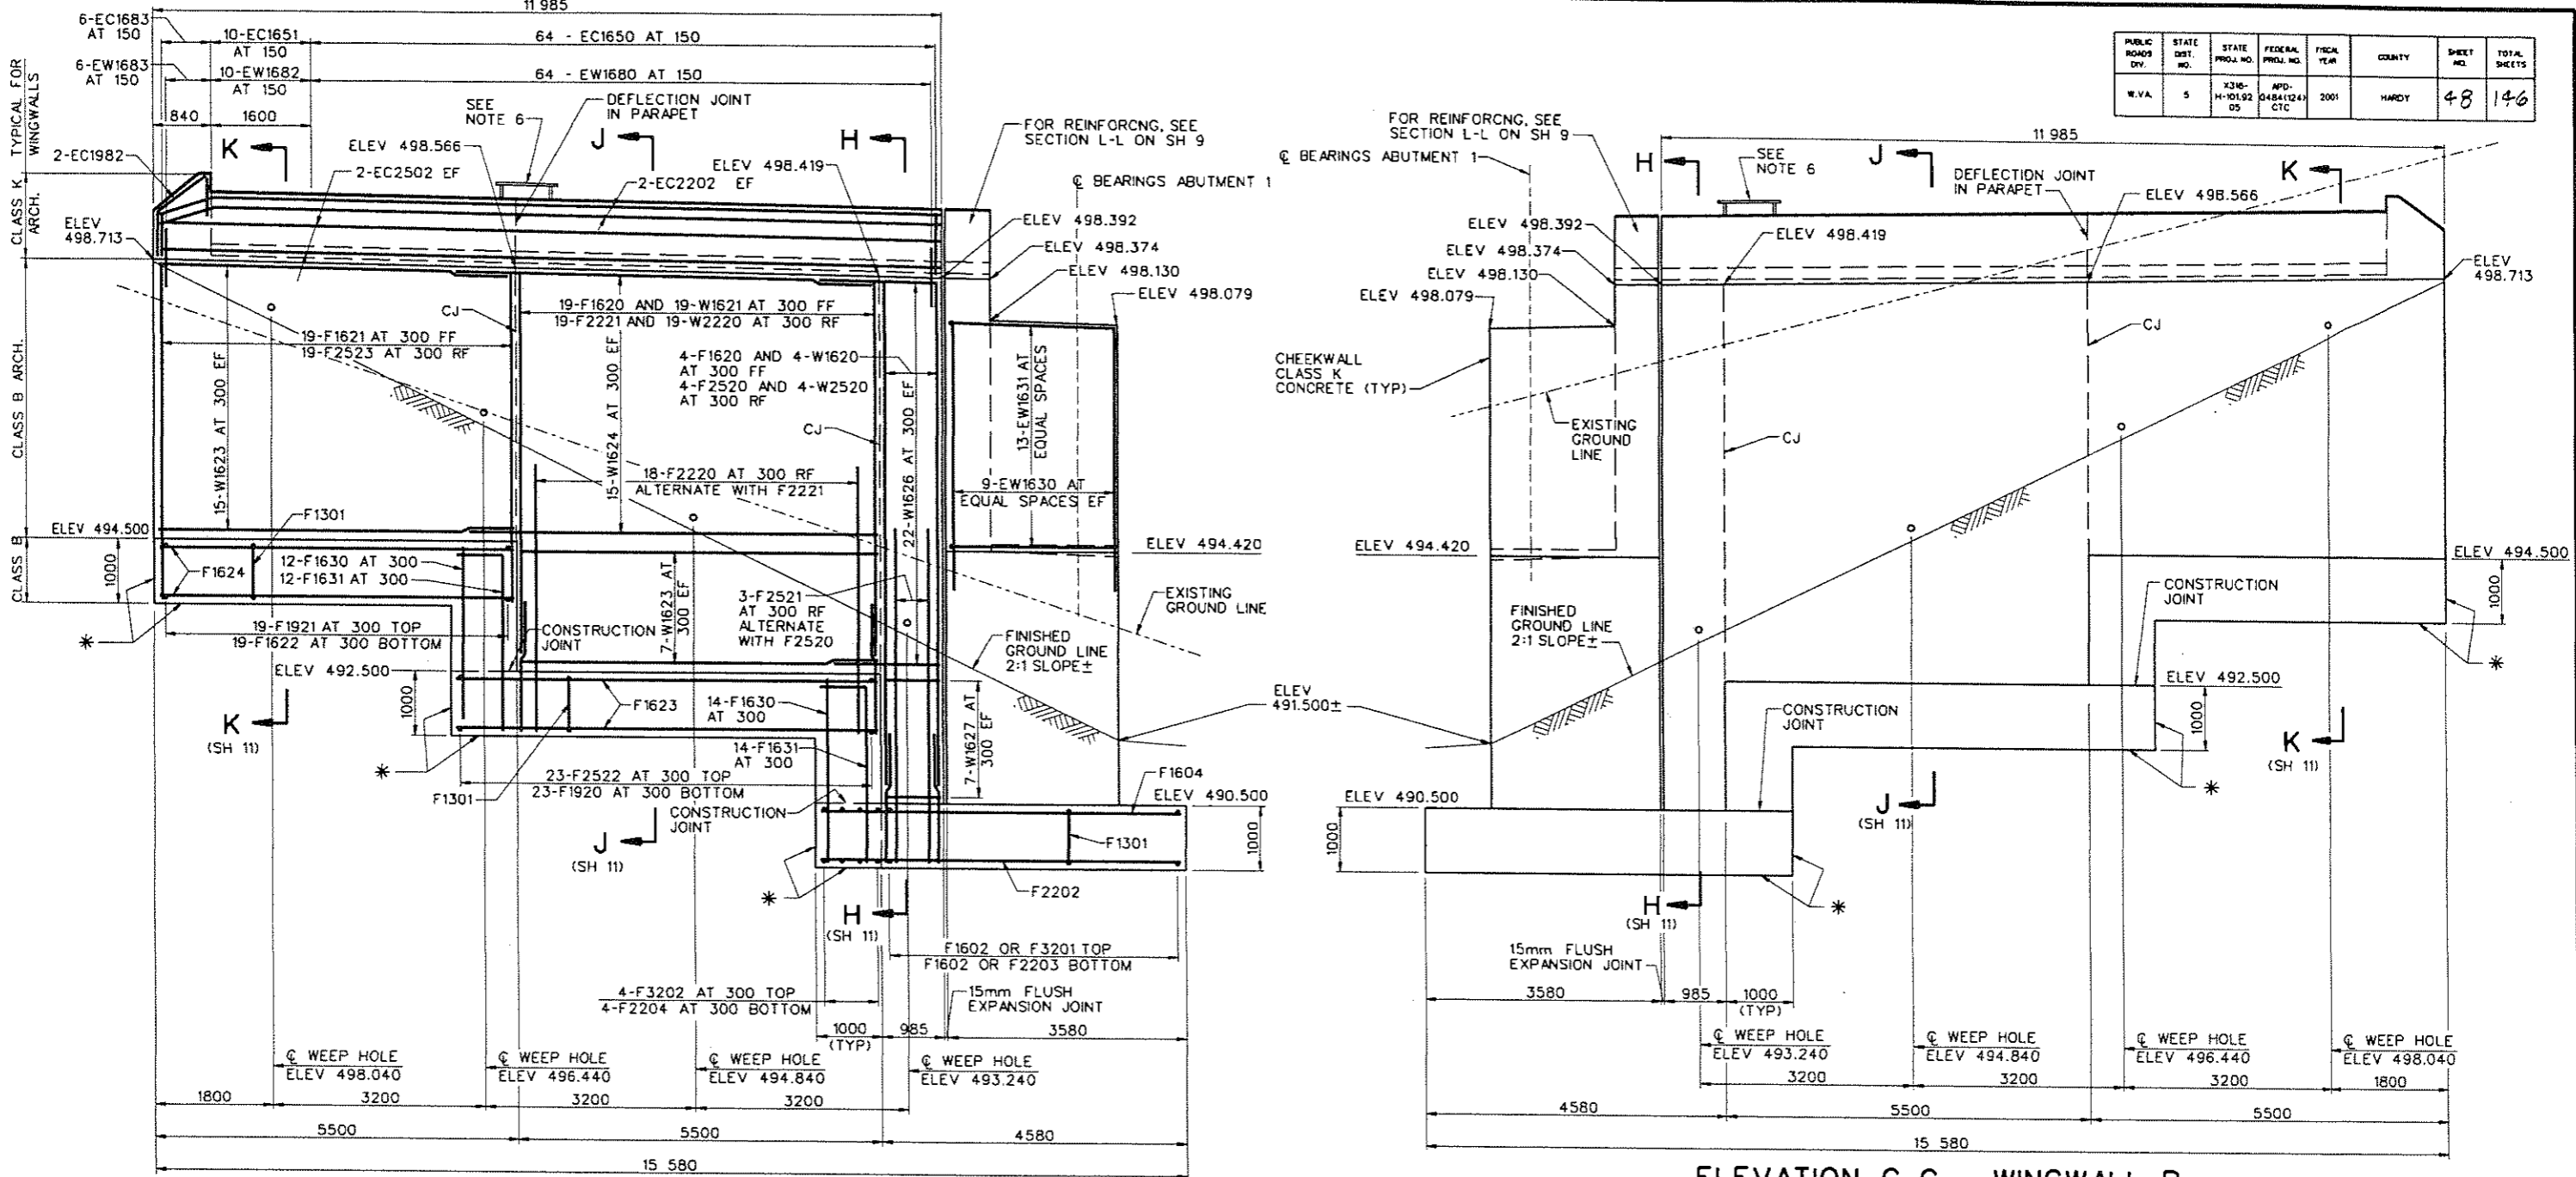 11 985
6-EC1683
AT 150
10-EC1651
AT 150
64 - EC1650 AT 150
6-EW1683
AT 150
10-EW1682
AT 150
64 - EW1680 AT 150
840
1600
SEE
NOTE 6
DEFLECTION JOINT
IN PARAPET
K
J
H
FOR REINFORCNG, SEE
SECTION L-L ON SH 9
2-EC1982
ELEV 498.566
ELEV 498.419
2-EC2502 EF
2-EC2202 EF
℄ BEARINGS ABUTMENT 1
TYPICAL FOR
WINGWALLS
CLASS K
ARCH.
CLASS B ARCH.
CLASS B
ELEV
498.713
ELEV 498.392
ELEV 498.374
ELEV 498.130
ELEV 498.079
CJ
19-F1620 AND 19-W1621 AT 300 FF
19-F2221 AND 19-W2220 AT 300 RF
19-F1621 AT 300 FF
19-F2523 AT 300 RF
4-F1620 AND 4-W1620
AT 300 FF
4-F2520 AND 4-W2520
AT 300 RF
CJ
15-W1623 AT 300 EF
15-W1624 AT 300 EF
22-W1626 AT 300 EF
13-EW1631 AT
EQUAL SPACES
18-F2220 AT 300 RF
ALTERNATE WITH F2221
9-EW1630 AT
EQUAL SPACES EF
ELEV 494.500
F1301
ELEV 494.420
1000
F1624
12-F1630 AT 300
12-F1631 AT 300
7-W1623 AT
300 EF
3-F2521
AT 300 RF
ALTERNATE
WITH F2520
EXISTING
GROUND LINE
19-F1921 AT 300 TOP
19-F1622 AT 300 BOTTOM
*
CONSTRUCTION
JOINT
FINISHED
GROUND LINE
2:1 SLOPE±
ELEV 492.500
1000
F1623
14-F1630
AT 300
7-W1627 AT
300 EF
ELEV
491.500±
K
(SH 11)
14-F1631
AT 300
*
23-F2522 AT 300 TOP
23-F1920 AT 300 BOTTOM
F1301
F1604
ELEV 490.500
CONSTRUCTION
JOINT
J
(SH 11)
F1301
1000
*
F2202
H
(SH 11)
F1602 OR F3201 TOP
F1602 OR F2203 BOTTOM
4-F3202 AT 300 TOP
4-F2204 AT 300 BOTTOM
15mm FLUSH
EXPANSION JOINT
1000
(TYP)
985
3580
℄ WEEP HOLE
ELEV 498.040
℄ WEEP HOLE
ELEV 496.440
℄ WEEP HOLE
ELEV 494.840
℄ WEEP HOLE
ELEV 493.240
1800
3200
3200
3200
5500
5500
4580
15 580
PUBLIC
ROADS
DIV.
STATE
DIST.
NO.
STATE
PROJ. NO.
FEDERAL
PROJ. NO.
FISCAL
YEAR
COUNTY
SHEET
NO.
TOTAL
SHEETS
W.VA.
5
X316-
H-101.92
05
APD-
0484(124)
CTC
2001
HARDY
48
146
11 985
FOR REINFORCNG, SEE
SECTION L-L ON SH 9
℄ BEARINGS ABUTMENT 1
H
SEE
NOTE 6
J
DEFLECTION JOINT
IN PARAPET
K
ELEV 498.566
ELEV 498.392
ELEV 498.374
ELEV 498.419
ELEV 498.130
ELEV 498.079
ELEV
498.713
CJ
CHEEKWALL
CLASS K
CONCRETE (TYP)
EXISTING
GROUND
LINE
CJ
ELEV 494.420
ELEV 494.500
CONSTRUCTION
JOINT
1000
FINISHED
GROUND LINE
2:1 SLOPE±
*
ELEV 492.500
CONSTRUCTION
JOINT
1000
K
(SH 11)
*
ELEV 490.500
J
(SH 11)
1000
*
H
(SH 11)
15mm FLUSH
EXPANSION JOINT
3580
985
1000
(TYP)
℄ WEEP HOLE
ELEV 493.240
℄ WEEP HOLE
ELEV 494.840
℄ WEEP HOLE
ELEV 496.440
℄ WEEP HOLE
ELEV 498.040
3200
3200
3200
1800
4580
5500
5500
15 580